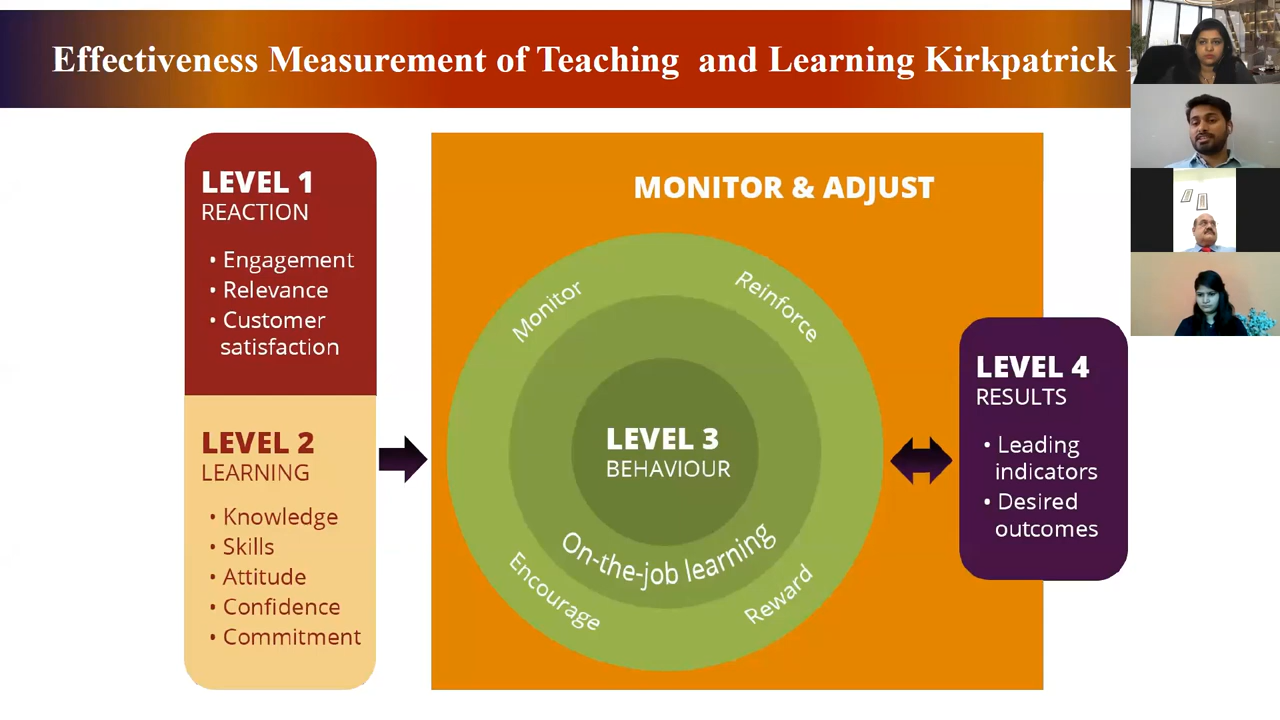 Effectiveness Measurement of Teaching and Learning Kirkpatrick
LEVEL 1
REACTION
• Engagement
• Relevance
• Customer
satisfaction
LEVEL 2
LEARNING
• Knowledge
• Skills
• Attitude
• Confidence
• Commitment
MONITOR & ADJUST
Monitor
Reinforce
LEVEL 3
BEHAVIOUR
On-the-job learning
Encourage
Reward
LEVEL 4
RESULTS
• Leading
indicators
• Desired
outcomes